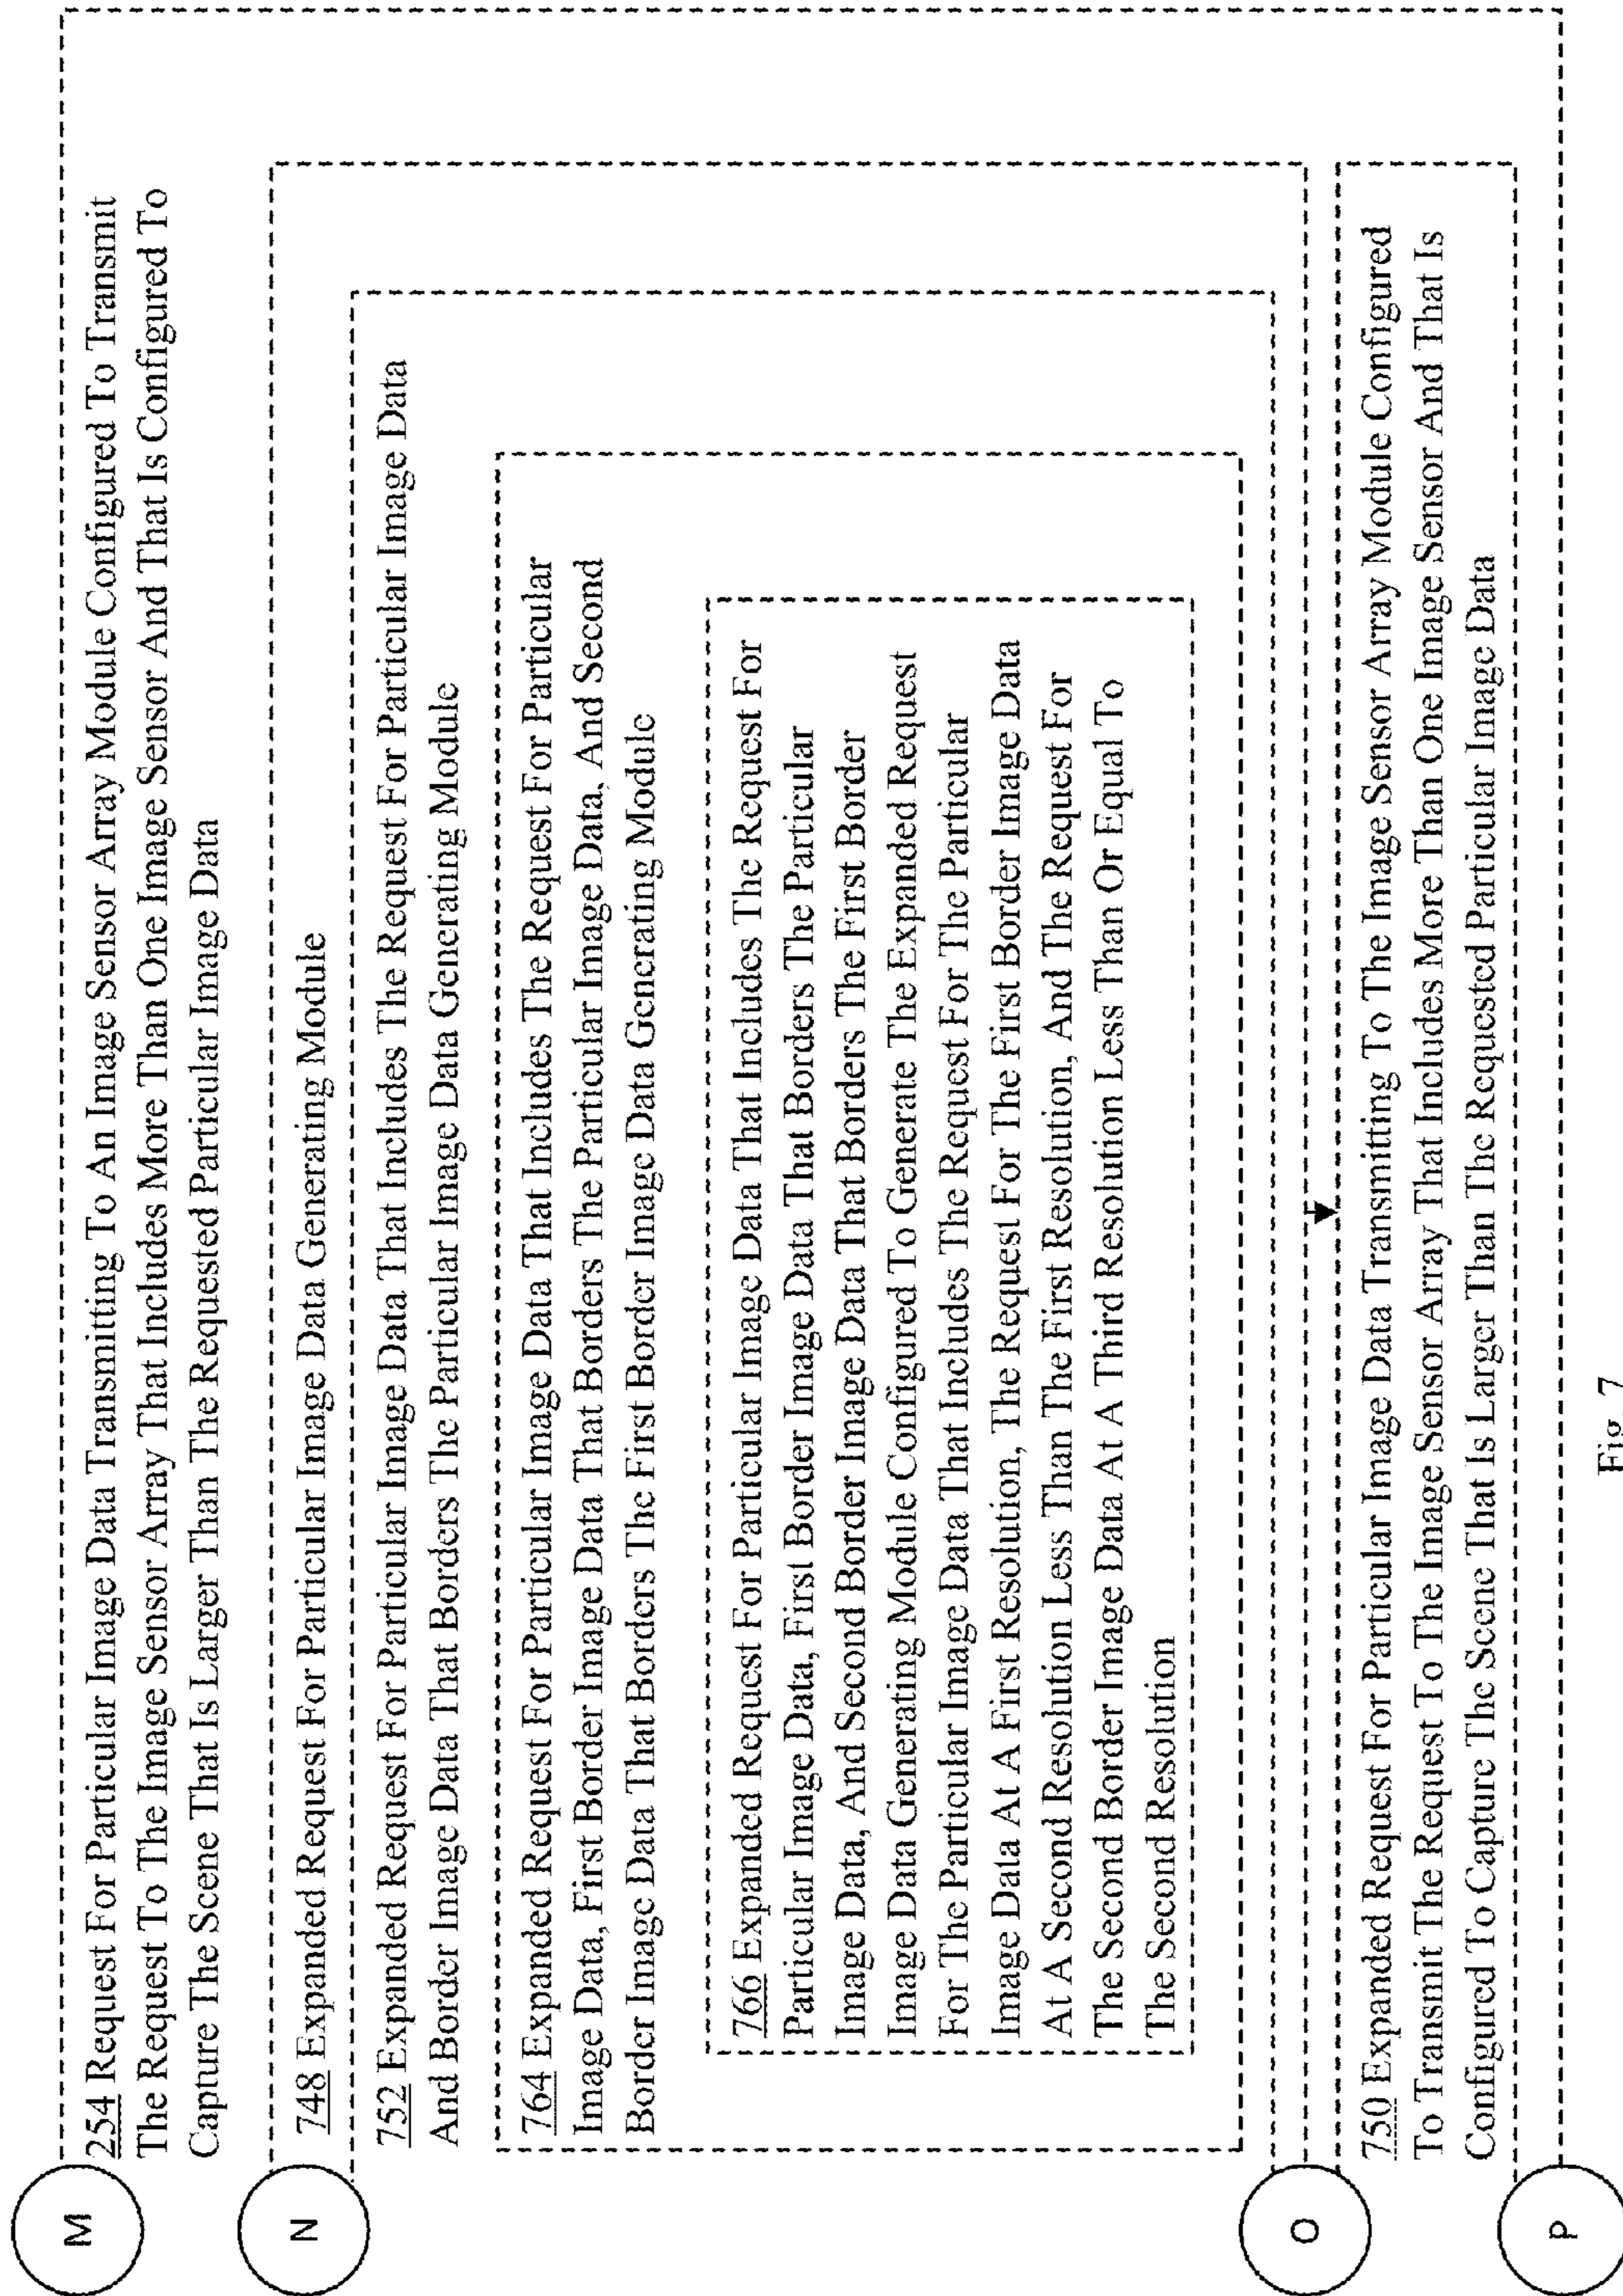 M
254 Request For Particular Image Data Transmitting To An Image Sensor Array Module Configured To Transmit
The Request To The Image Sensor Array That Includes More Than One Image Sensor And That Is Configured To
Capture The Scene That Is Larger Than The Requested Particular Image Data
N
748 Expanded Request For Particular Image Data Generating Module
752 Expanded Request For Particular Image Data That Includes The Request For Particular Image Data
And Border Image Data That Borders The Particular Image Data Generating Module
764 Expanded Request For Particular Image Data That Includes The Request For Particular
Image Data, First Border Image Data That Borders The Particular Image Data, And Second
Border Image Data That Borders The First Border Image Data Generating Module
766 Expanded Request For Particular Image Data That Includes The Request For
Particular Image Data, First Border Image Data That Borders The Particular
Image Data, And Second Border Image Data That Borders The First Border
Image Data Generating Module Configured To Generate The Expanded Request
For The Particular Image Data That Includes The Request For The Particular
Image Data At A First Resolution, The Request For The First Border Image Data
At A Second Resolution Less Than The First Resolution, And The Request For
The Second Border Image Data At A Third Resolution Less Than Or Equal To
The Second Resolution
O
750 Expanded Request For Particular Image Data Transmitting To The Image Sensor Array Module Configured
To Transmit The Request To The Image Sensor Array That Includes More Than One Image Sensor And That Is
Configured To Capture The Scene That Is Larger Than The Requested Particular Image Data
P
Fig. 7